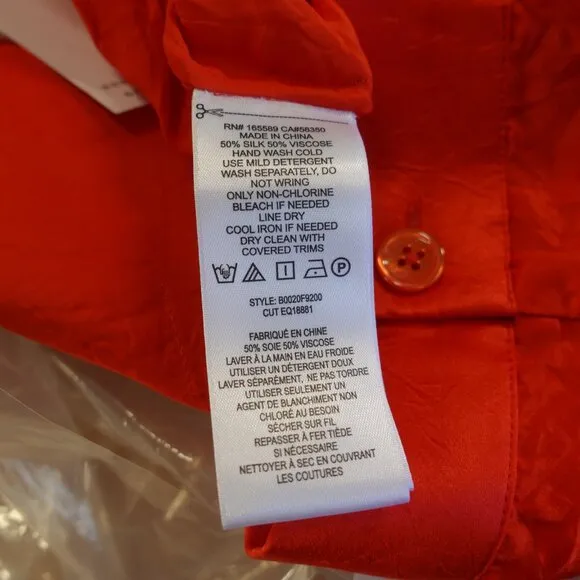 RN# 165589 CA#58350
MADE IN CHINA
50% SILK 50% VISCOSE
HAND WASH COLD
USE MILD DETERGENT
WASH SEPARATELY, DO
NOT WRING
ONLY NON-CHLORINE
BLEACH IF NEEDED
LINE DRY
COOL IRON IF NEEDED
DRY CLEAN WITH
COVERED TRIMS
P
STYLE: B0020F9200
CUT EQ18881
FABRIQUÉ EN CHINE
50% SOIE 50% VISCOSE
LAVER À LA MAIN EN EAU FROIDE
UTILISER UN DÉTERGENT DOUX
LAVER SÉPARÉMENT, NE PAS TORDRE
UTILISER SEULEMENT UN
AGENT DE BLANCHIMENT NON
CHLORÉ AU BESOIN
SÉCHER SUR FIL
REPASSER À FER TIÈDE
SI NÉCESSAIRE
NETTOYER À SEC EN COUVRANT
LES COUTURES